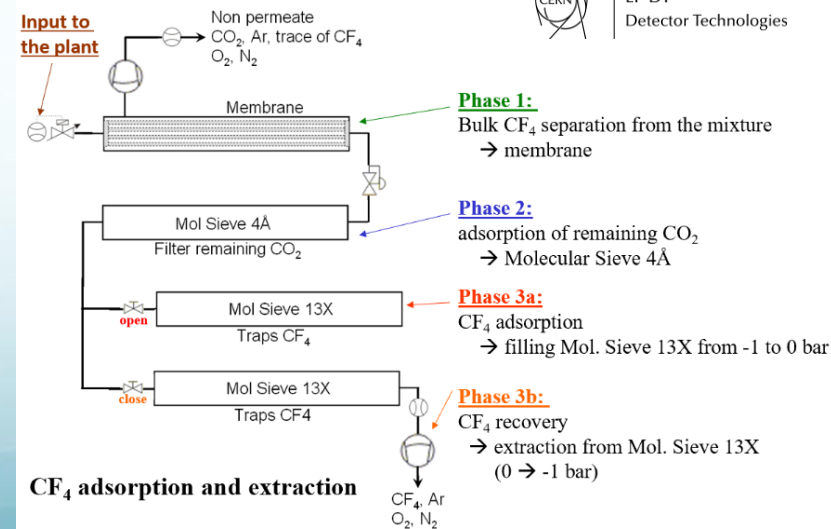 Input to
the plant
Non permeate
CO₂, Ar, trace of CF₄
O₂, N₂
CERN
Detector Technologies
Membrane
Phase 1:
Bulk CF₄ separation from the mixture
→ membrane
Mol Sieve 4Å
Filter remaining CO₂
Phase 2:
adsorption of remaining CO₂
→ Molecular Sieve 4Å
open
Mol Sieve 13X
Traps CF₄
Phase 3a:
CF₄ adsorption
→ filling Mol. Sieve 13X from -1 to 0 bar
close
Mol Sieve 13X
Traps CF4
Phase 3b:
CF₄ recovery
→ extraction from Mol. Sieve 13X
(0 → -1 bar)
CF₄ adsorption and extraction
CF₄, Ar
O₂, N₂